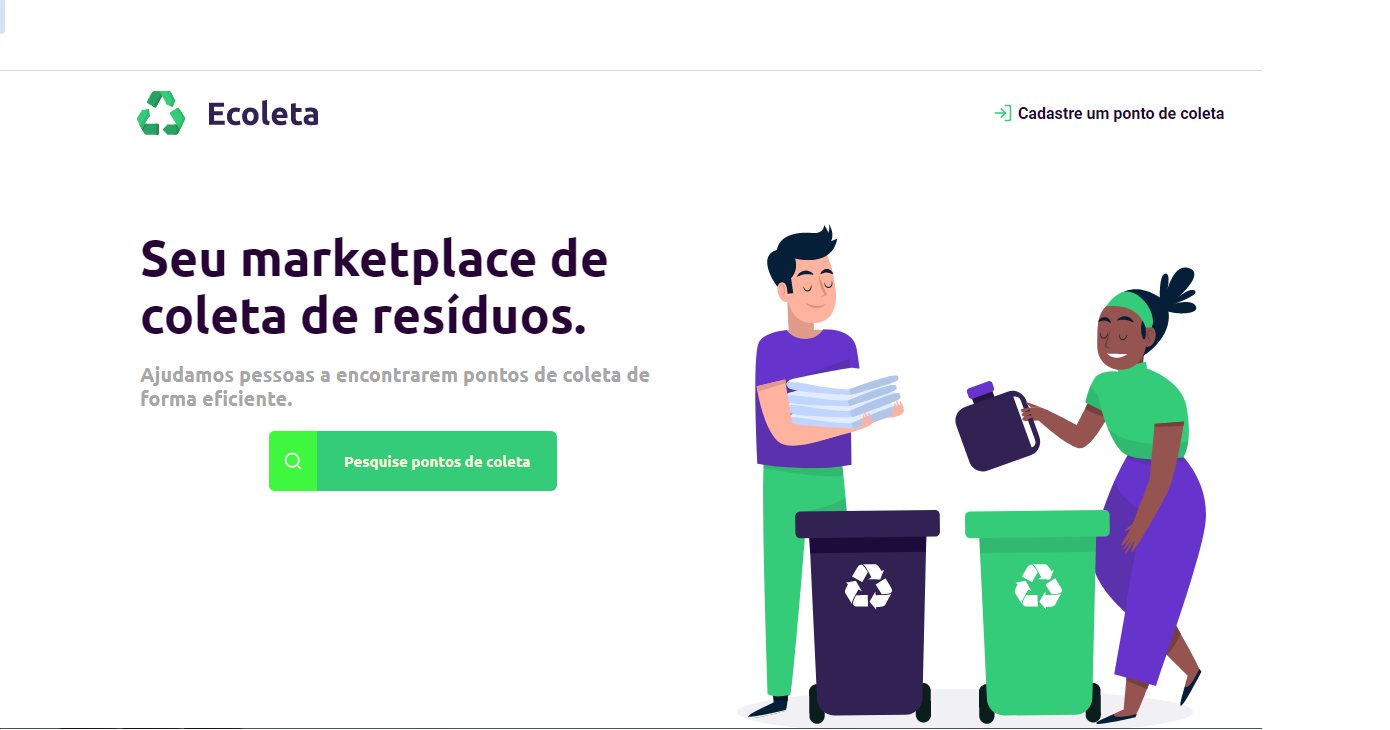 Ecoleta
Cadastre um ponto de coleta
Seu marketplace de
coleta de resíduos.
Ajudamos pessoas a encontrarem pontos de coleta de
forma eficiente.
Pesquise pontos de coleta